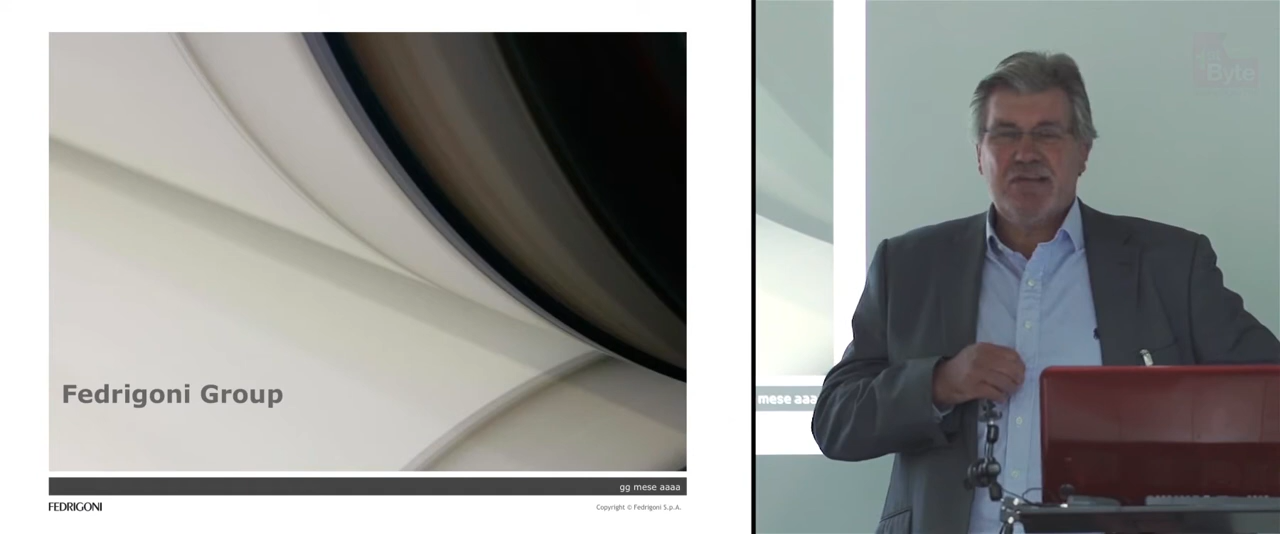 Fedrigoni Group
gg mese aaaa
FEDRIGONI
Copyright © Fedrigoni S.p.A.
mese aaa
Byte